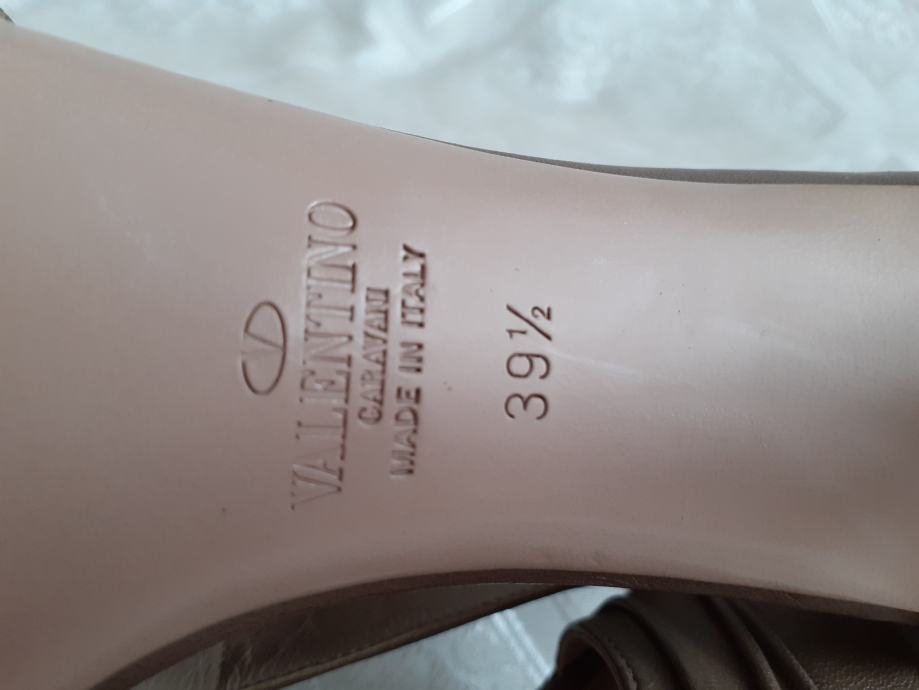 V
VALENTINO
CARAVANI
MADE IN ITALY
39½